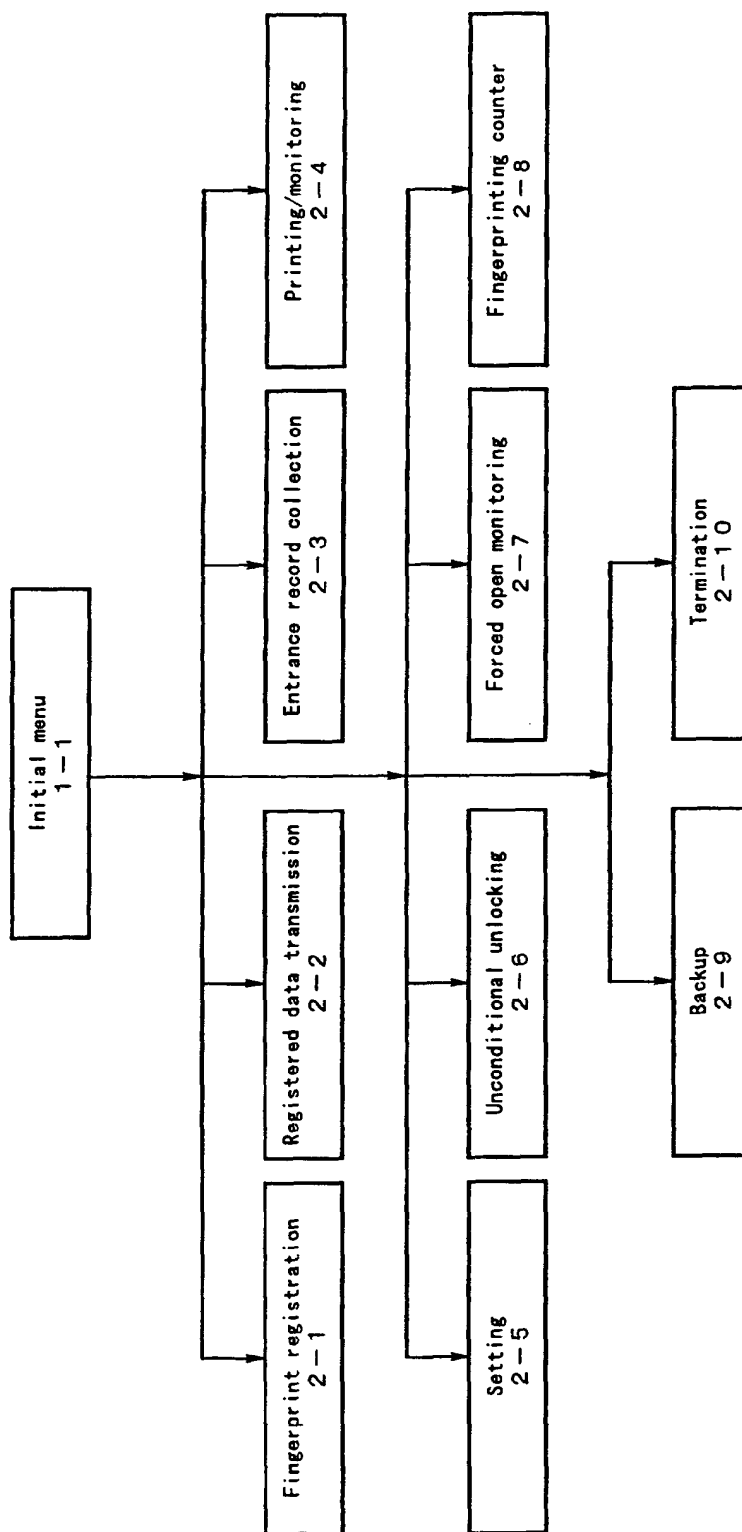 Initial menu
1-1
Fingerprint registration
2-1
Registered data transmission
2-2
Entrance record collection
2-3
Printing/monitoring
2-4
Setting
2-5
Unconditional unlocking
2-6
Forced open monitoring
2-7
Fingerprinting counter
2-8
Backup
2-9
Termination
2-10